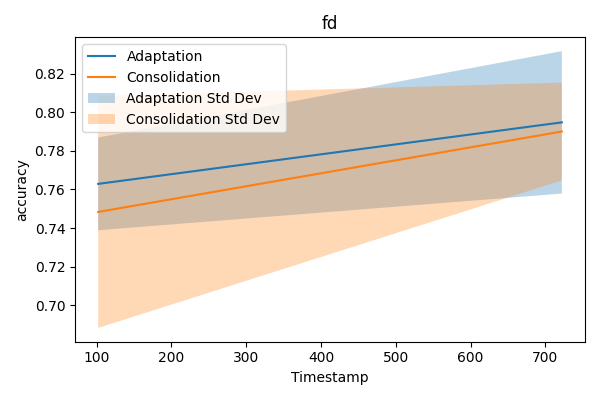 fd
Adaptation
Consolidation
Adaptation Std Dev
Consolidation Std Dev
accuracy
0.82
0.80
0.78
0.76
0.74
0.72
0.70
100 200 300 400 500 600 700
Timestamp